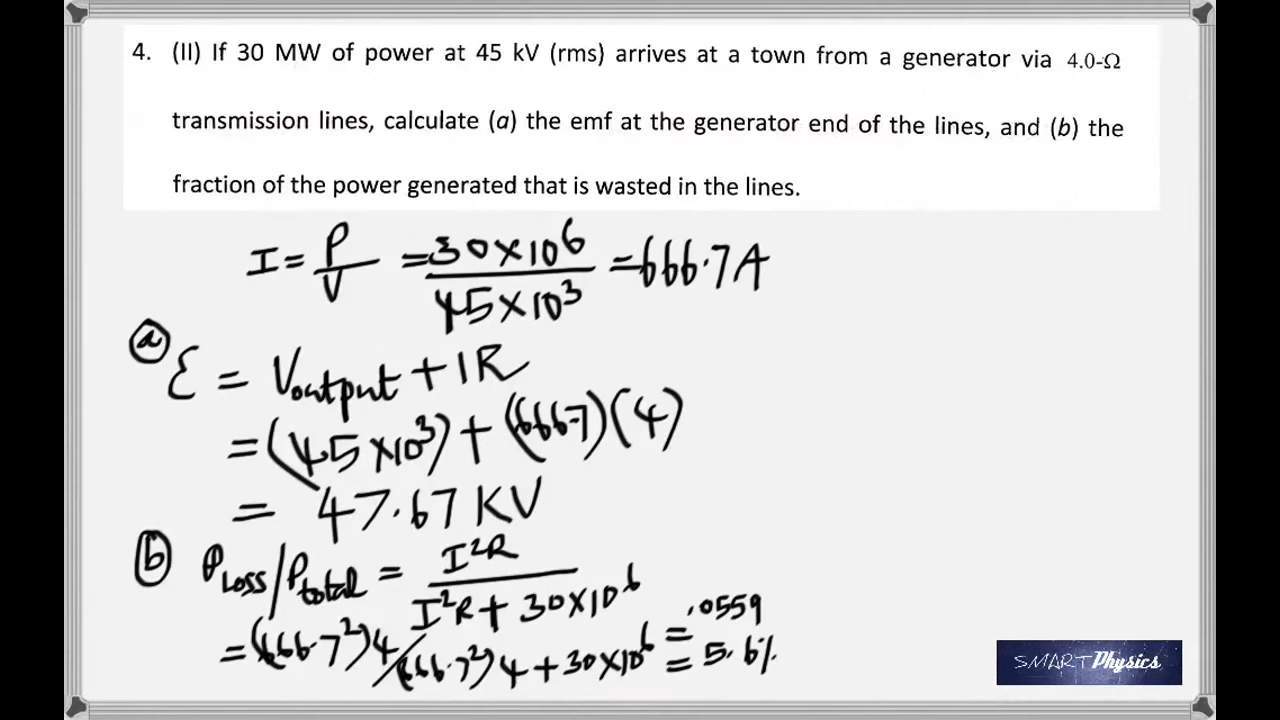 4. (II) If 30 MW of power at 45 kV (rms) arrives at a town from a generator via 4.0-Ω
transmission lines, calculate (a) the emf at the generator end of the lines, and (b) the
fraction of the power generated that is wasted in the lines.
I = P/V = 30×10^6/45×10^3 = 666.7A
(a) Ɛ = Voutput + IR
= (45×10^3) + (666.7)(4)
= 47.67 KV
(b) PLoss/Ptotal = I²R/I²R + 30×10^6
= (666.7²)4/(666.7²)4 + 30×10^6 = .0559
= 5.6%
SMART Physics